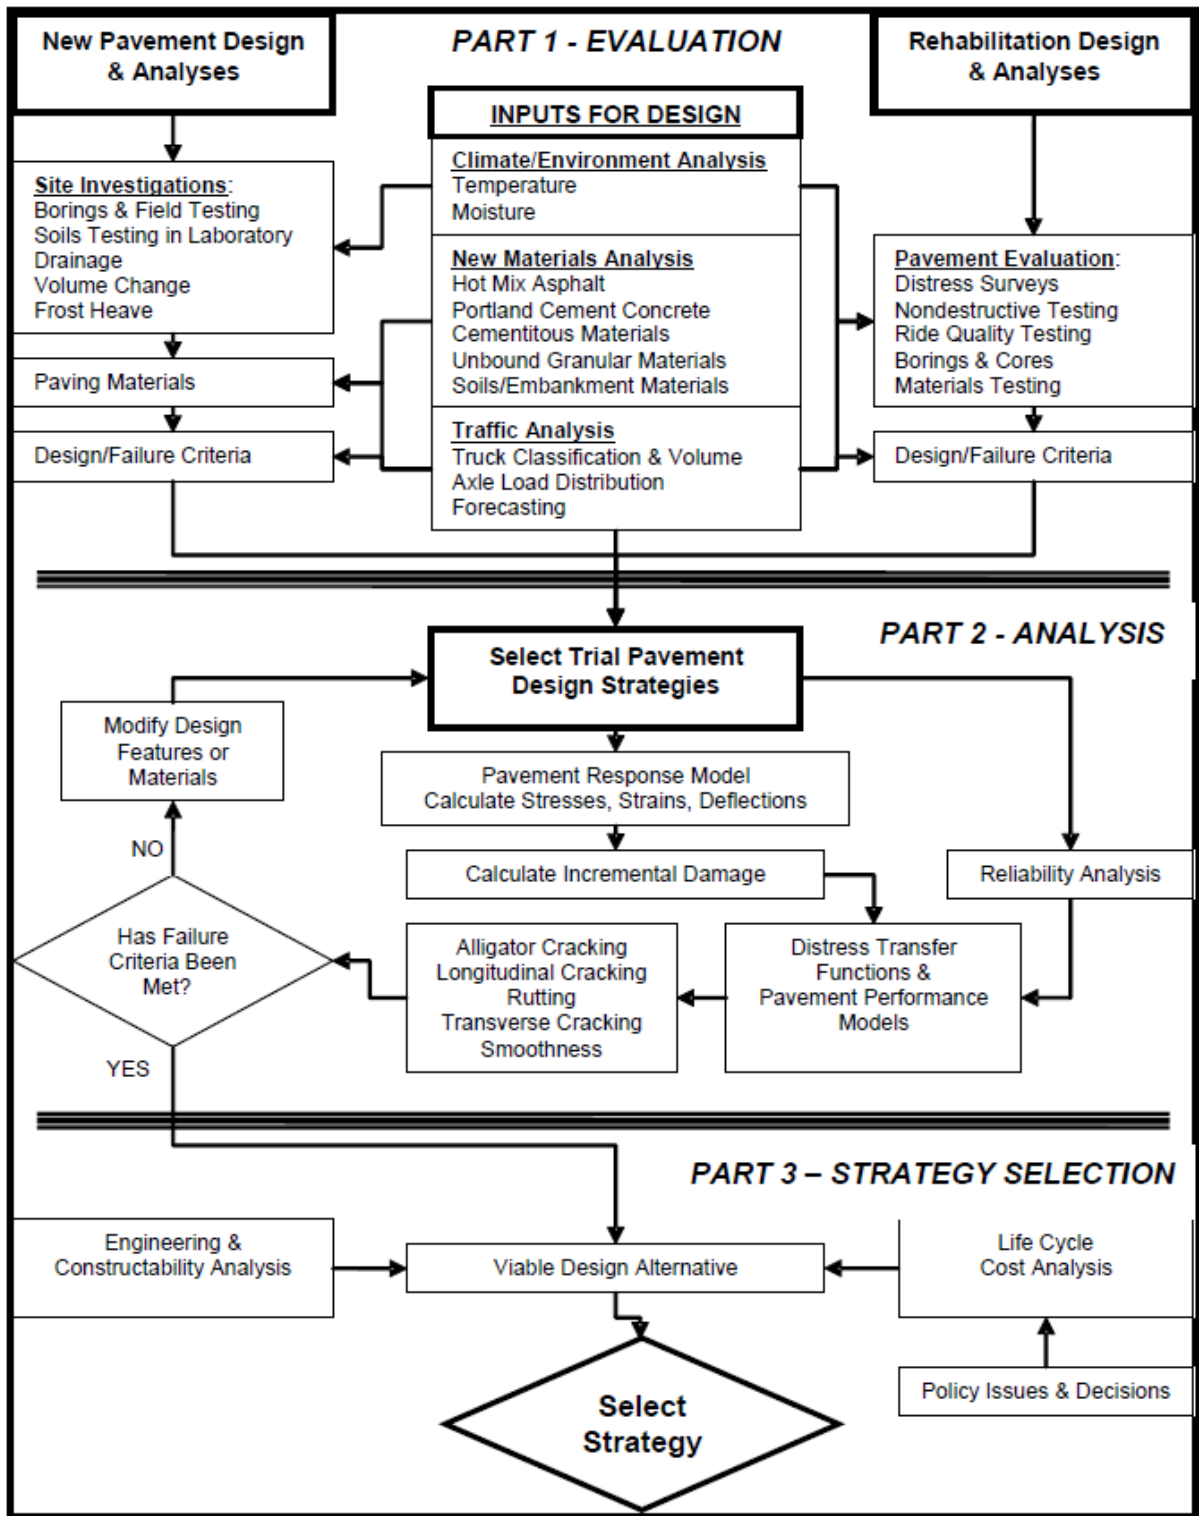 New Pavement Design
& Analyses
PART 1 - EVALUATION
Rehabilitation Design
& Analyses
INPUTS FOR DESIGN
Climate/Environment Analysis
Temperature
Moisture
New Materials Analysis
Hot Mix Asphalt
Portland Cement Concrete
Cementitous Materials
Unbound Granular Materials
Soils/Embankment Materials
Traffic Analysis
Truck Classification & Volume
Axle Load Distribution
Forecasting
Site Investigations:
Borings & Field Testing
Soils Testing in Laboratory
Drainage
Volume Change
Frost Heave
Paving Materials
Design/Failure Criteria
Pavement Evaluation:
Distress Surveys
Nondestructive Testing
Ride Quality Testing
Borings & Cores
Materials Testing
Design/Failure Criteria
PART 2 - ANALYSIS
Select Trial Pavement
Design Strategies
Modify Design
Features or
Materials
Pavement Response Model
Calculate Stresses, Strains, Deflections
NO
Calculate Incremental Damage
Reliability Analysis
Has Failure
Criteria Been
Met?
Alligator Cracking
Longitudinal Cracking
Rutting
Transverse Cracking
Smoothness
Distress Transfer
Functions &
Pavement Performance
Models
YES
PART 3 – STRATEGY SELECTION
Engineering &
Constructability Analysis
Viable Design Alternative
Life Cycle
Cost Analysis
Policy Issues & Decisions
Select
Strategy